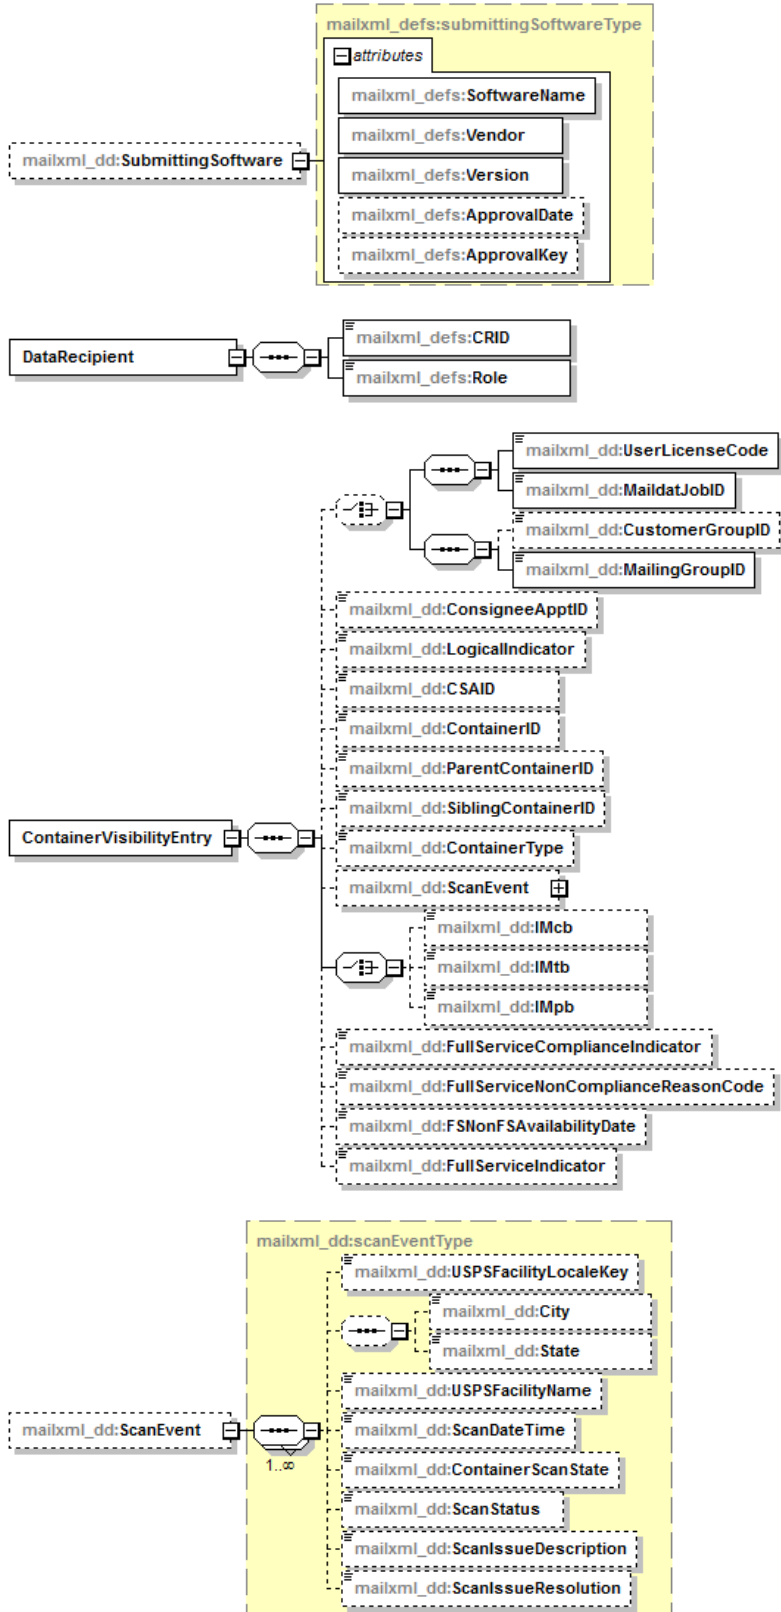 mailxml_defs:submittingSoftwareType
attributes
mailxml_defs:SoftwareName
mailxml_defs:Vendor
mailxml_dd:SubmittingSoftware
mailxml_defs:Version
mailxml_defs:ApprovalDate
mailxml_defs:ApprovalKey
mailxml_defs:CRID
DataRecipient
mailxml_defs:Role
mailxml_dd:UserLicenseCode
mailxml_dd:MaildatJobID
mailxml_dd:CustomerGroupID
mailxml_dd:MailingGroupID
mailxml_dd:ConsigneeApptID
mailxml_dd:LogicalIndicator
mailxml_dd:CSAID
mailxml_dd:ContainerID
mailxml_dd:ParentContainerID
mailxml_dd:SiblingContainerID
ContainerVisibilityEntry
mailxml_dd:ContainerType
mailxml_dd:ScanEvent
mailxml_dd:IMcb
mailxml_dd:IMtb
mailxml_dd:IMpb
mailxml_dd:FullServiceComplianceIndicator
mailxml_dd:FullServiceNonComplianceReasonCode
mailxml_dd:FSNonFSAvailabilityDate
mailxml_dd:FullServiceIndicator
mailxml_dd:scanEventType
mailxml_dd:USPSFacilityLocaleKey
mailxml_dd:City
mailxml_dd:State
mailxml_dd:USPSFacilityName
mailxml_dd:ScanEvent
mailxml_dd:ScanDateTime
1..∞
mailxml_dd:ContainerScanState
mailxml_dd:ScanStatus
mailxml_dd:ScanIssueDescription
mailxml_dd:ScanIssueResolution